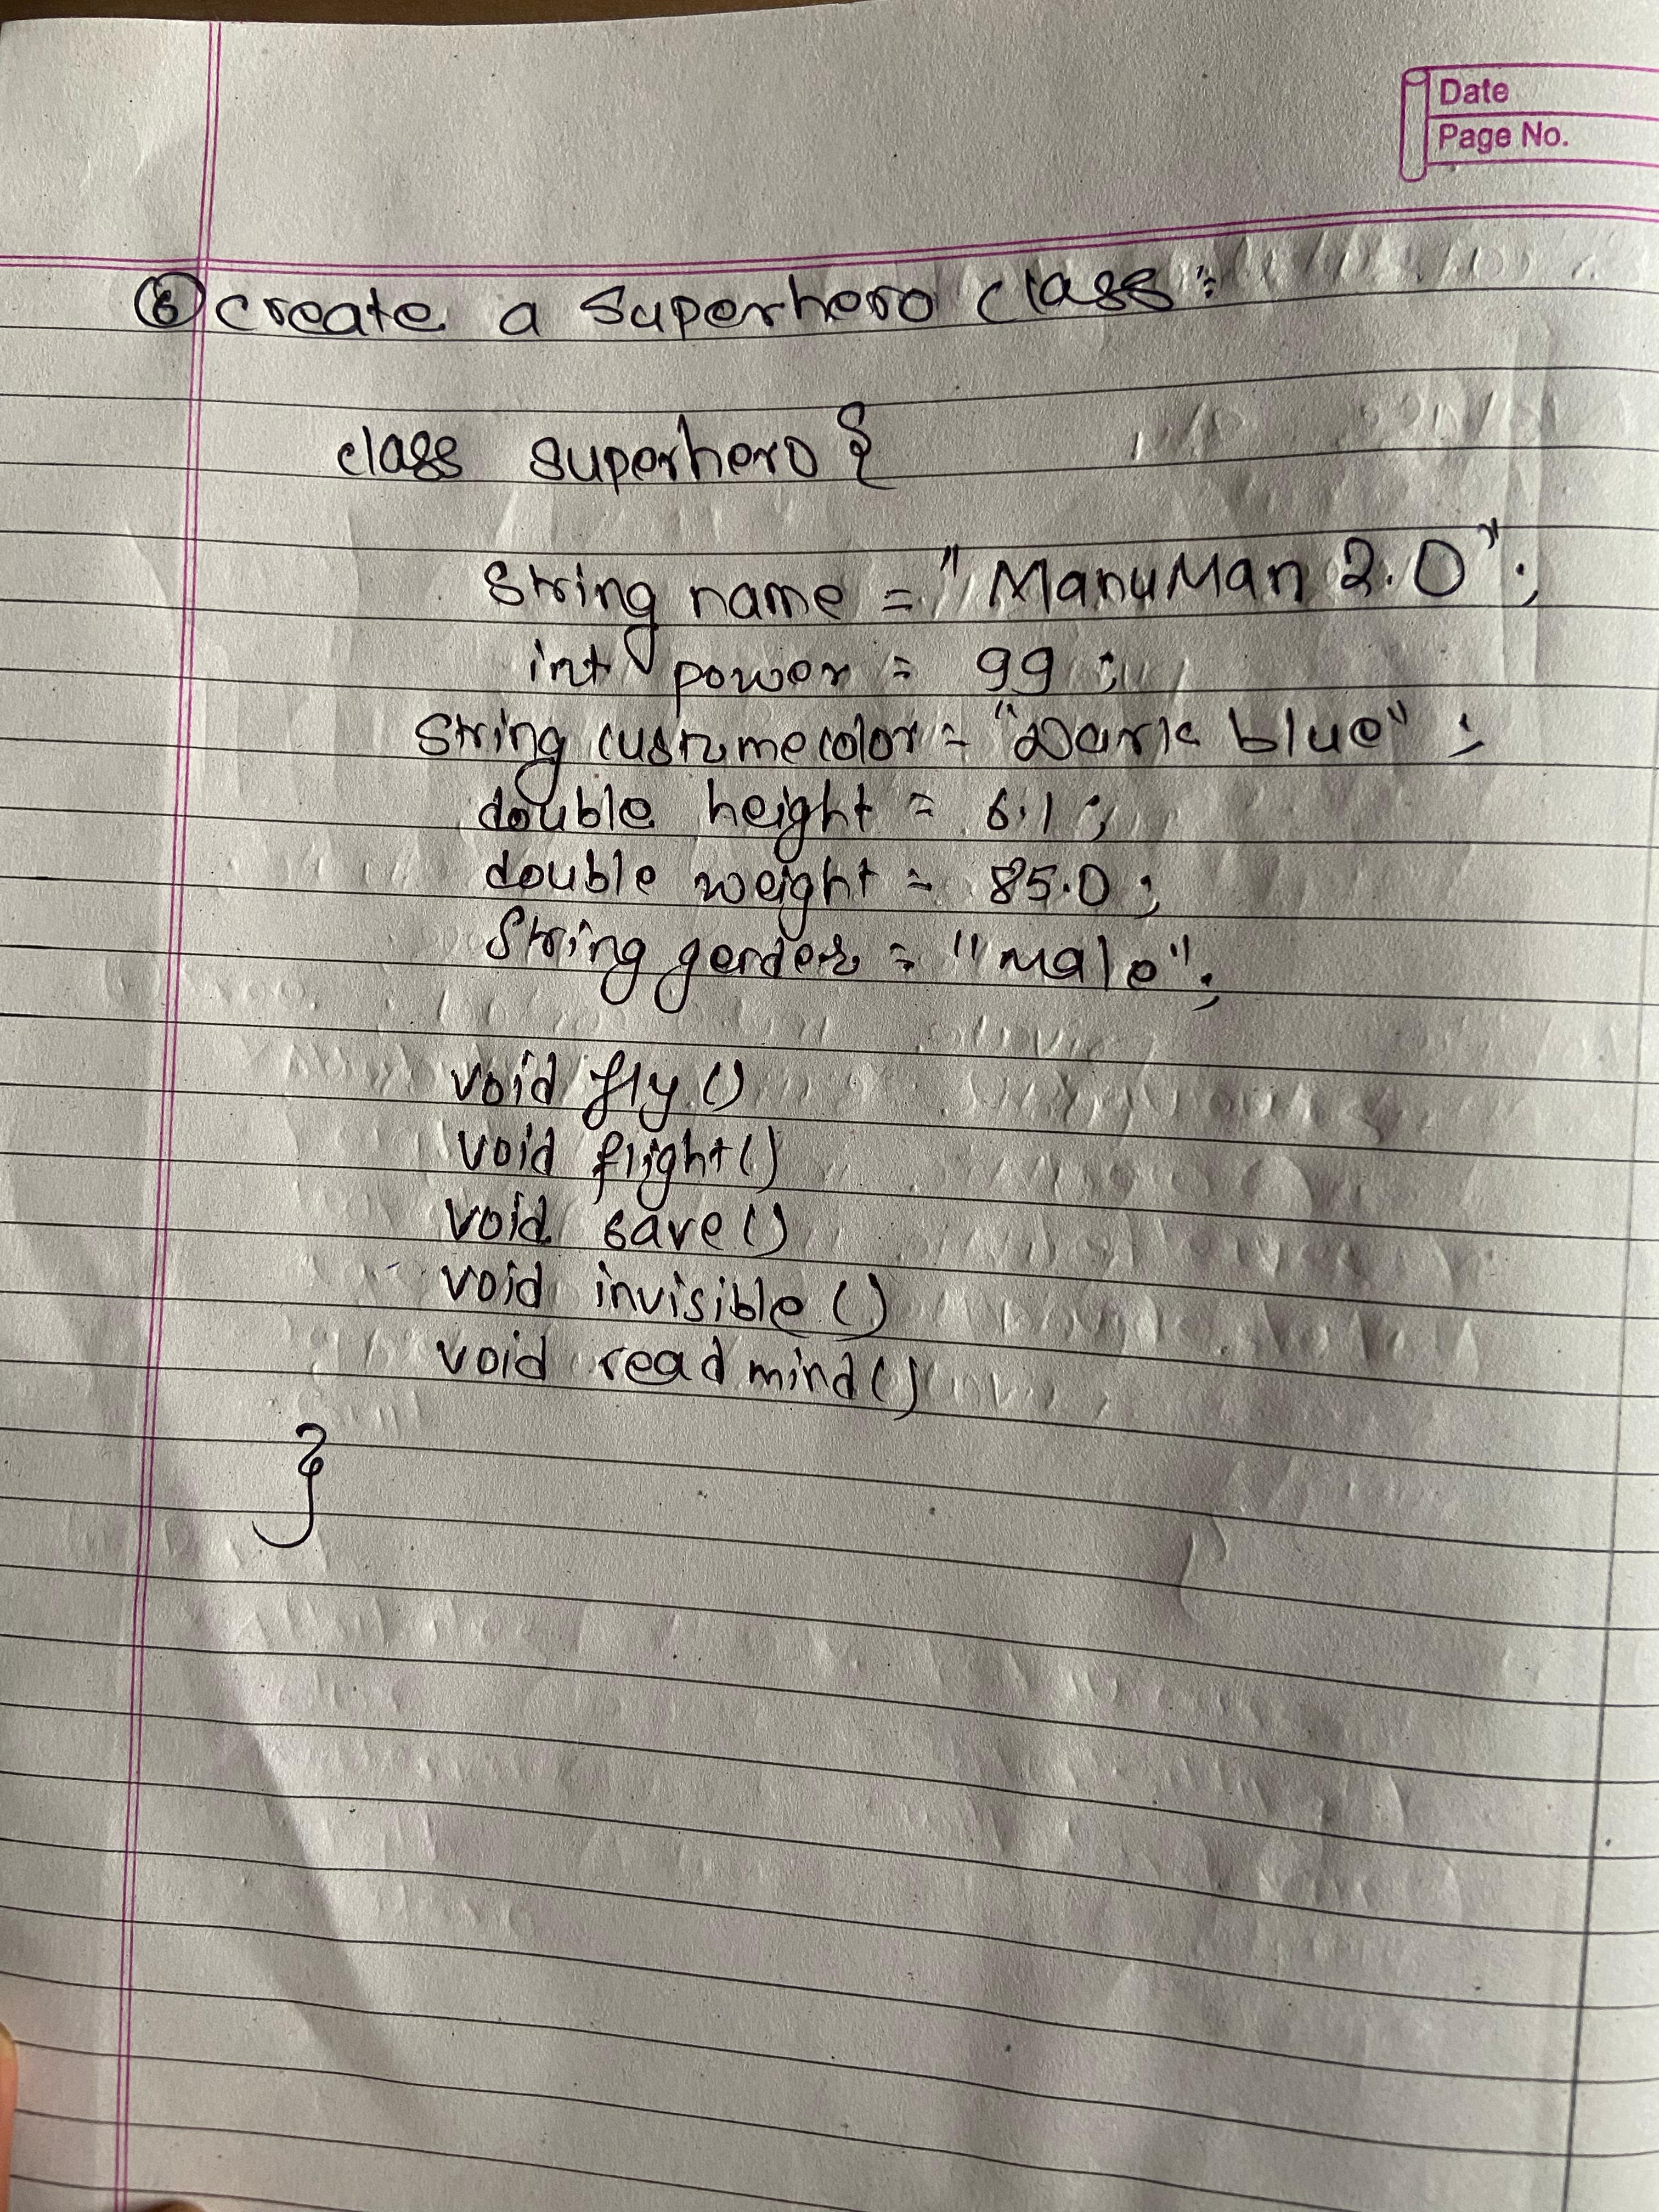 Date
Page No.
⑥ create a Superhero class:
class superhero {
String name = "ManuMan 2.0";
int power = 99;
String custumecolor = "Dark blue";
double height = 6.1;
double weight = 85.0;
String gender = "Male";
void fly()
void flight()
void save()
void invisible()
void read mind()
}